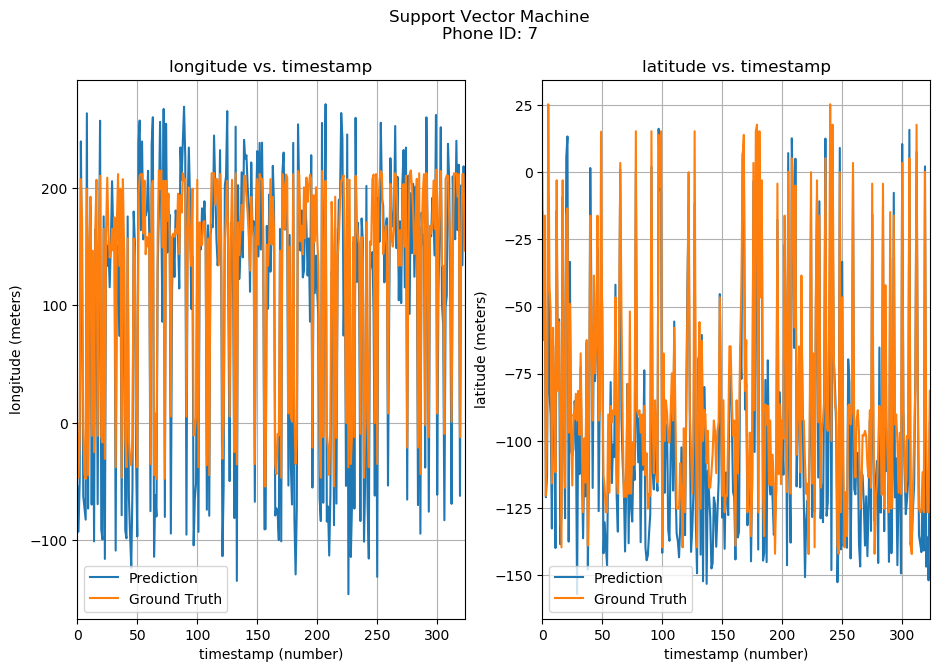 Support Vector Machine
Phone ID: 7
longitude vs. timestamp
longitude (meters)
200
100
0
−100
0 50 100 150 200 250 300
timestamp (number)
Prediction
Ground Truth
latitude vs. timestamp
latitude (meters)
25
0
−25
−50
−75
−100
−125
−150
0 50 100 150 200 250 300
timestamp (number)
Prediction
Ground Truth